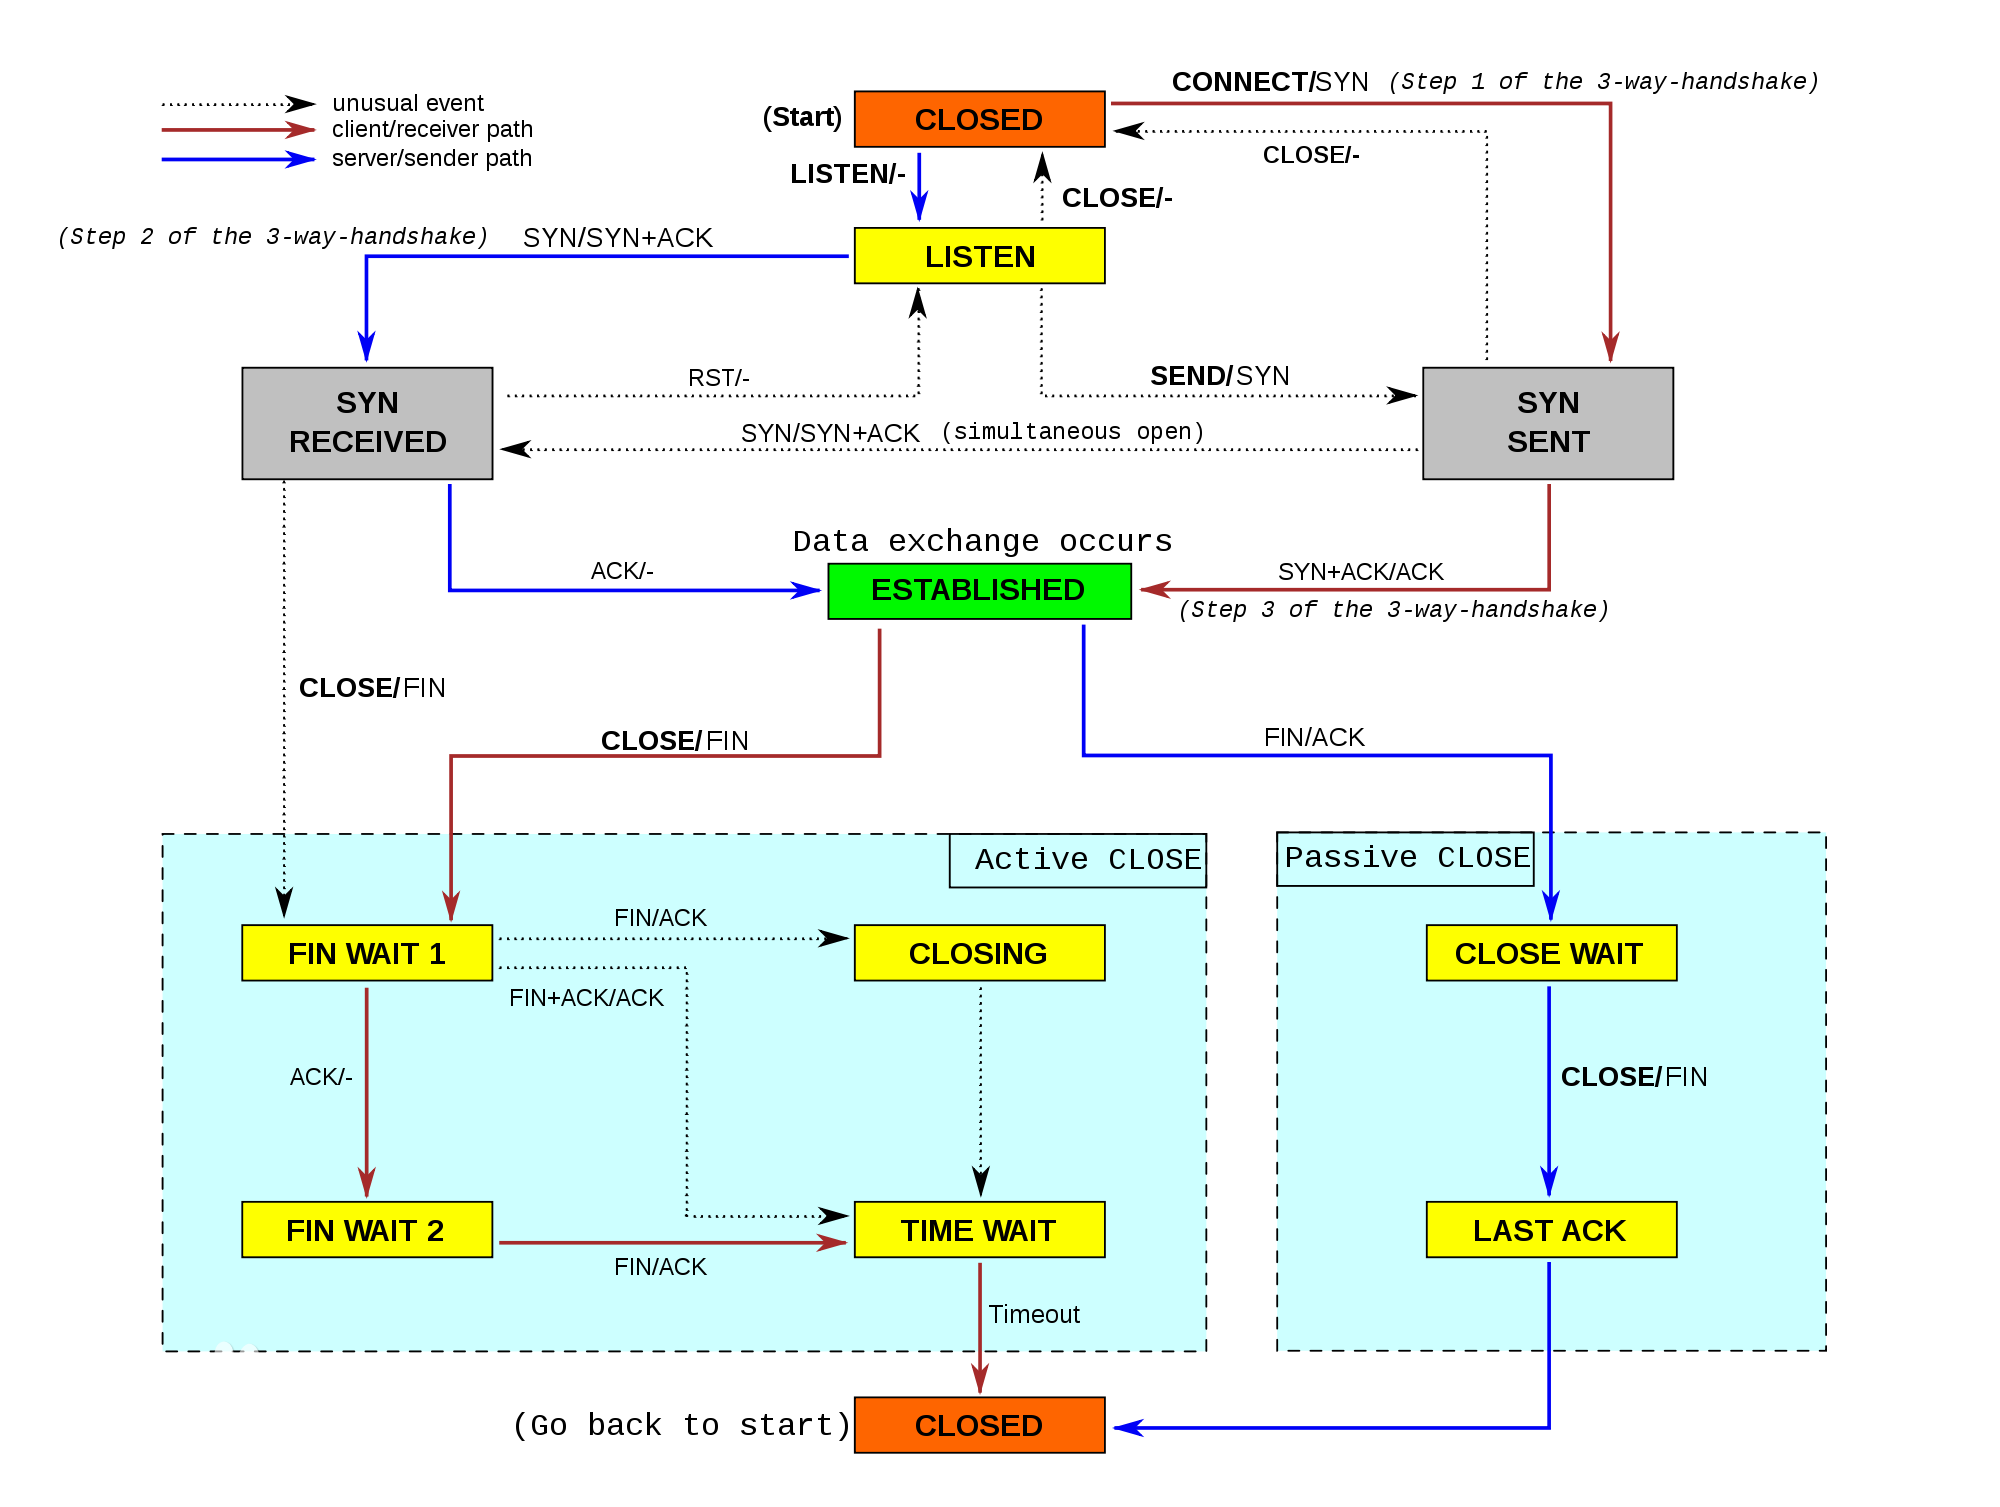 unusual event
client/receiver path
server/sender path
CONNECT/SYN (Step 1 of the 3-way-handshake)
(Start)
CLOSED
CLOSE/-
LISTEN/-
CLOSE/-
(Step 2 of the 3-way-handshake) SYN/SYN+ACK
LISTEN
RST/-
SEND/SYN
SYN
RECEIVED
SYN
SENT
SYN/SYN+ACK (simultaneous open)
Data exchange occurs
ACK/-
ESTABLISHED
SYN+ACK/ACK
(Step 3 of the 3-way-handshake)
CLOSE/FIN
CLOSE/FIN
FIN/ACK
Active CLOSE
Passive CLOSE
FIN/ACK
FIN WAIT 1
CLOSING
CLOSE WAIT
FIN+ACK/ACK
ACK/-
CLOSE/FIN
FIN WAIT 2
TIME WAIT
LAST ACK
FIN/ACK
Timeout
(Go back to start)
CLOSED